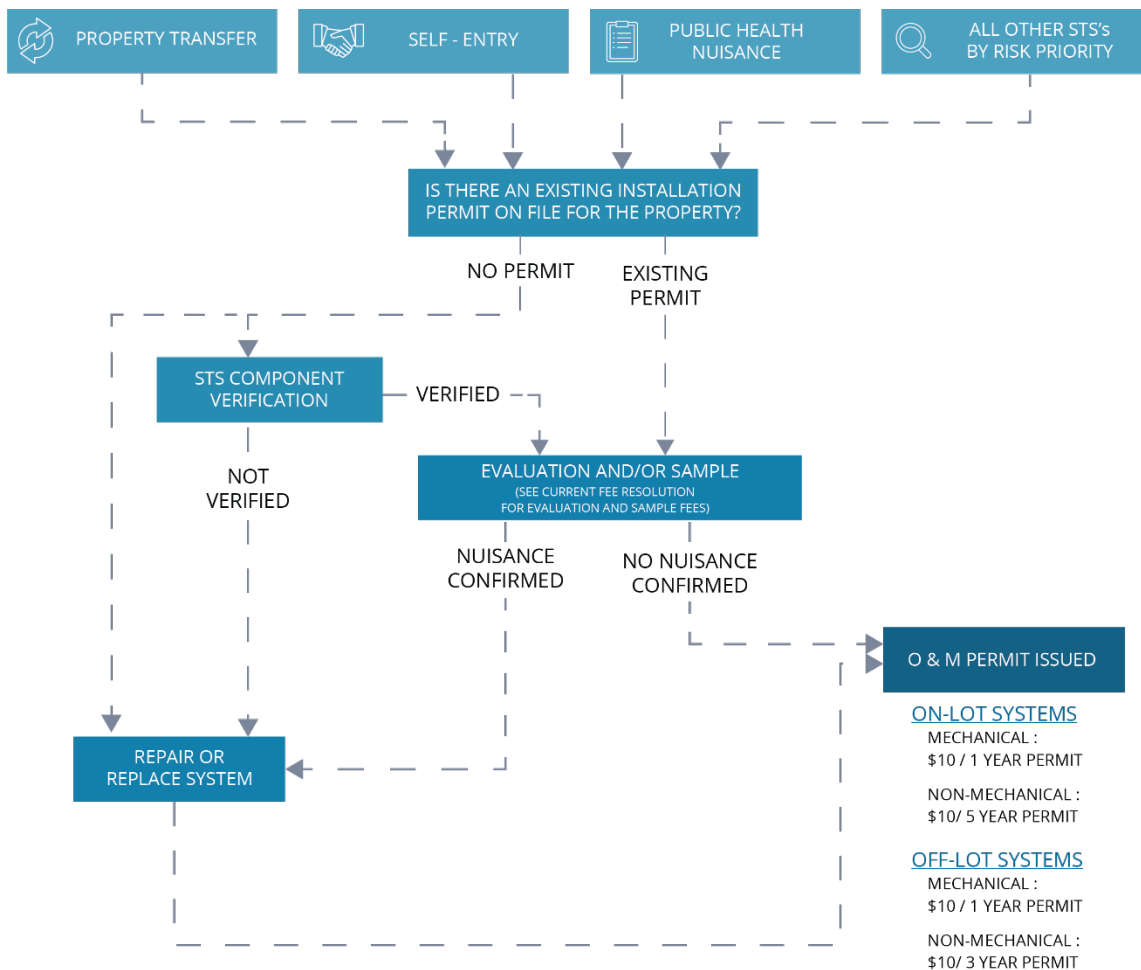 PROPERTY TRANSFER
SELF - ENTRY
PUBLIC HEALTH
NUISANCE
ALL OTHER STS's
BY RISK PRIORITY
IS THERE AN EXISTING INSTALLATION
PERMIT ON FILE FOR THE PROPERTY?
NO PERMIT
EXISTING
PERMIT
STS COMPONENT
VERIFICATION
VERIFIED
NOT
VERIFIED
EVALUATION AND/OR SAMPLE
(SEE CURRENT FEE RESOLUTION
FOR EVALUATION AND SAMPLE FEES)
NUISANCE
CONFIRMED
NO NUISANCE
CONFIRMED
O & M PERMIT ISSUED
REPAIR OR
REPLACE SYSTEM
ON-LOT SYSTEMS
MECHANICAL :
$10 / 1 YEAR PERMIT
NON-MECHANICAL :
$10/ 5 YEAR PERMIT
OFF-LOT SYSTEMS
MECHANICAL :
$10 / 1 YEAR PERMIT
NON-MECHANICAL :
$10/ 3 YEAR PERMIT